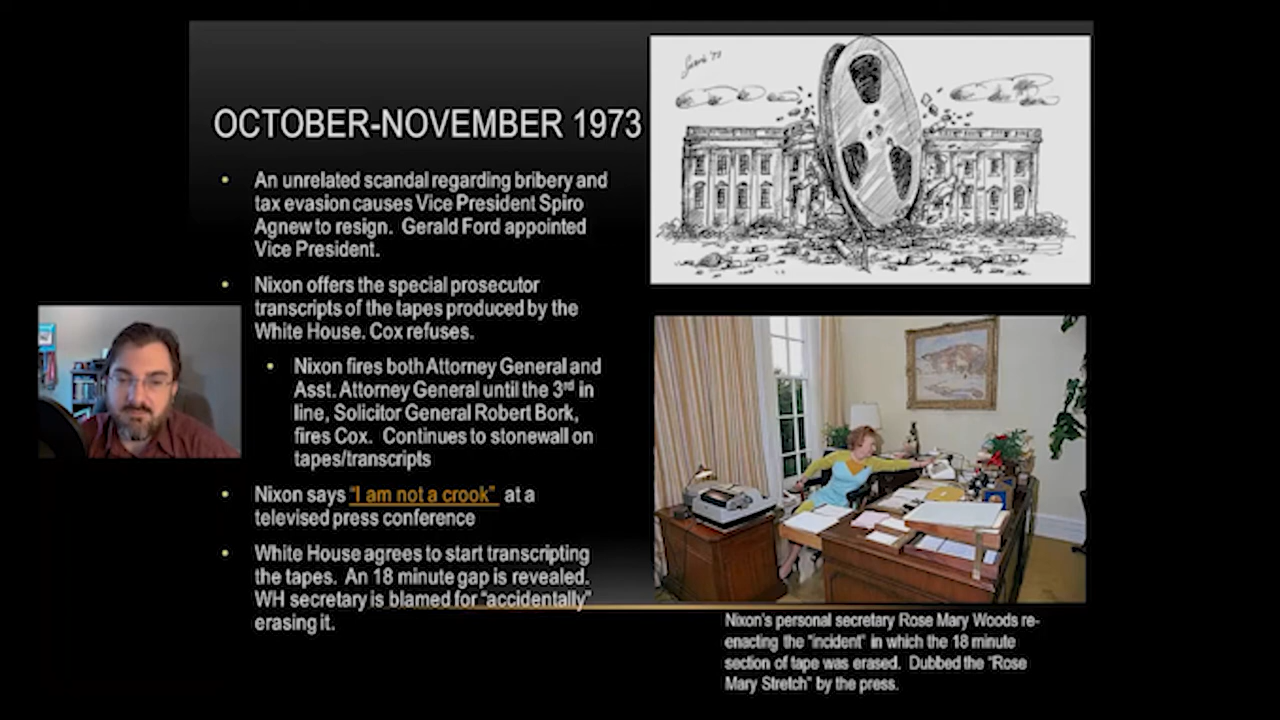 OCTOBER-NOVEMBER 1973
An unrelated scandal regarding bribery and
tax evasion causes Vice President Spiro
Agnew to resign. Gerald Ford appointed
Vice President.
Nixon offers the special prosecutor
transcripts of the tapes produced by the
White House. Cox refuses.
Nixon fires both Attorney General and
Asst. Attorney General until the 3rd in
line, Solicitor General Robert Bork,
fires Cox. Continues to stonewall on
tapes/transcripts
Nixon says "I am not a crook" at a
televised press conference
White House agrees to start transcripting
the tapes. An 18 minute gap is revealed.
WH secretary is blamed for "accidentally"
erasing it.
Nixon's personal secretary Rose Mary Woods re-
enacting the "incident" in which the 18 minute
section of tape was erased. Dubbed the "Rose
Mary Stretch" by the press.